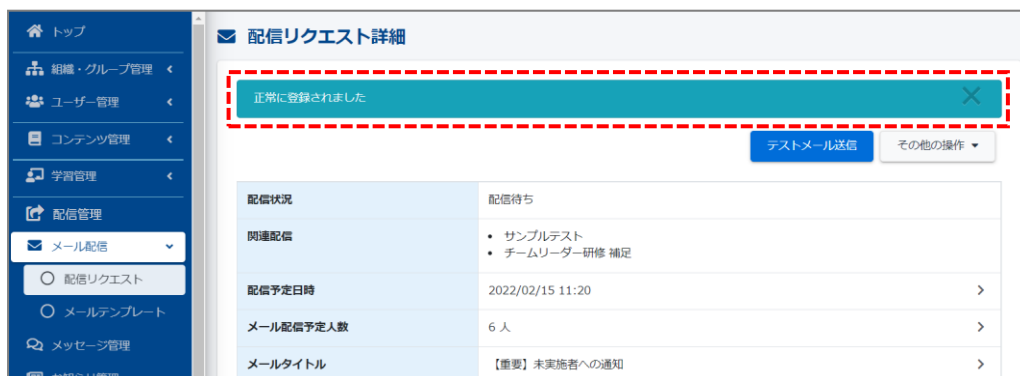 トップ
組織・グループ管理
ユーザー管理
コンテンツ管理
学習管理
配信管理
メール配信
配信リクエスト
メールテンプレート
メッセージ管理
お知らせ管理
配信リクエスト詳細
正常に登録されました
テストメール送信
その他の操作
配信状況 配信待ち
関連配信
• サンプルテスト
• チームリーダー研修 補足
配信予定日時 2022/02/15 11:20
メール配信予定人数 6 人
メールタイトル 【重要】未実施者への通知